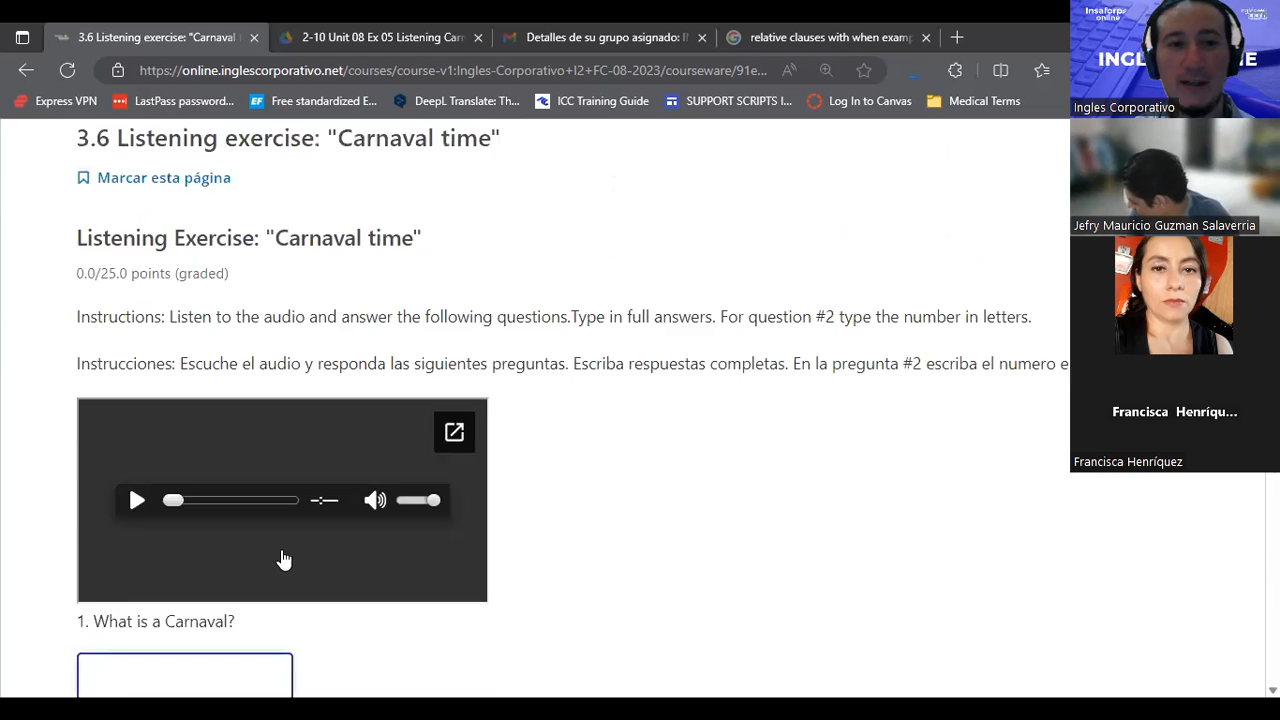 3.6 Listening exercise: "Carnaval
2-10 Unit 08 Ex 05 Listening Car
Detalles de su grupo asignado: I
relative clauses with when examp
https://online.inglescorporativo.net/courses/course-v1:Ingles-Corporativo+I2+FC-08-2023/courseware/91e...
Express VPN
LastPass password...
Free standardized E...
DeepL Translate: Th...
ICC Training Guide
SUPPORT SCRIPTS I...
Log In to Canvas
Medical Terms
3.6 Listening exercise: "Carnaval time"
Marcar esta página
Listening Exercise: "Carnaval time"
0.0/25.0 points (graded)
Instructions: Listen to the audio and answer the following questions.Type in full answers. For question #2 type the number in letters.
Instrucciones: Escuche el audio y responda las siguientes preguntas. Escriba respuestas completas. En la pregunta #2 escriba el numero e
-:--
1. What is a Carnaval?
Insaforp
online
INGL
NE
Ingles Corporativo
Jefry Mauricio Guzman Salaverria
Francisca Henríqu...
Francisca Henríquez